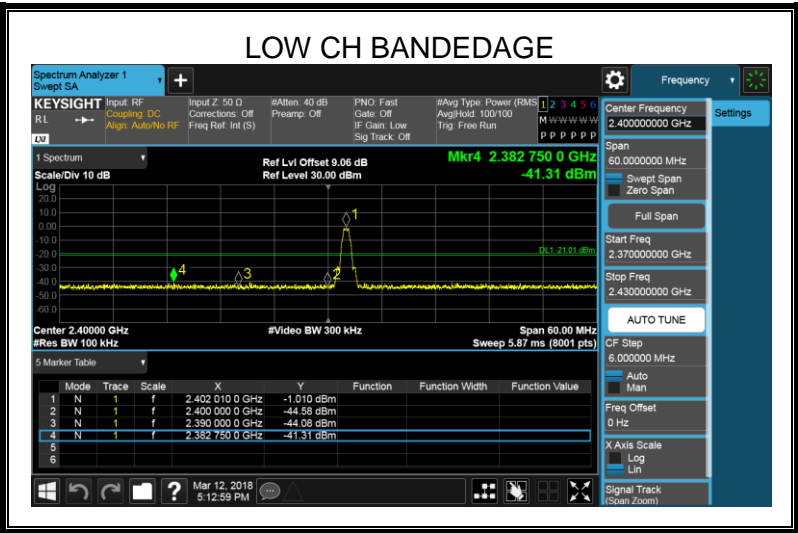 LOW CH BANDEDAGE
Spectrum Analyzer 1
Swept SA
+
Frequency
KEYSIGHT
RL
LXI
Input: RF
Coupling: DC
Align: Auto/No RF
Input Z: 50 Ω
Corrections: Off
Freq Ref: Int (S)
#Atten: 40 dB
Preamp: Off
PNO: Fast
Gate: Off
IF Gain: Low
Sig Track: Off
#Avg Type: Power (RMS
Avg|Hold: 100/100
Trig: Free Run
1 2 3 4 5 6
M W W W W W
P P P P P P
Center Frequency
2.400000000 GHz
Settings
Span
60.0000000 MHz
Swept Span
Zero Span
Full Span
Start Freq
2.370000000 GHz
Stop Freq
2.430000000 GHz
AUTO TUNE
CF Step
6.000000 MHz
Auto
Man
Freq Offset
0 Hz
X Axis Scale
Log
Lin
Signal Track
(Span Zoom)
1 Spectrum
Scale/Div 10 dB
Ref Lvl Offset 9.06 dB
Ref Level 30.00 dBm
Mkr4 2.382 750 0 GHz
-41.31 dBm
Log
20.0
10.0
0.00
-10.0
-20.0
-30.0
-40.0
-50.0
-60.0
1
DL1 -21.01 dBm
4
3
2
Center 2.40000 GHz
#Res BW 100 kHz
#Video BW 300 kHz
Span 60.00 MHz
Sweep 5.87 ms (8001 pts)
5 Marker Table
Mode Trace Scale X Y Function Function Width Function Value
1 N 1 f 2.402 010 0 GHz -1.010 dBm
2 N 1 f 2.400 000 0 GHz -44.58 dBm
3 N 1 f 2.390 000 0 GHz -44.08 dBm
4 N 1 f 2.382 750 0 GHz -41.31 dBm
5
6
?
Mar 12, 2018
5:12:59 PM